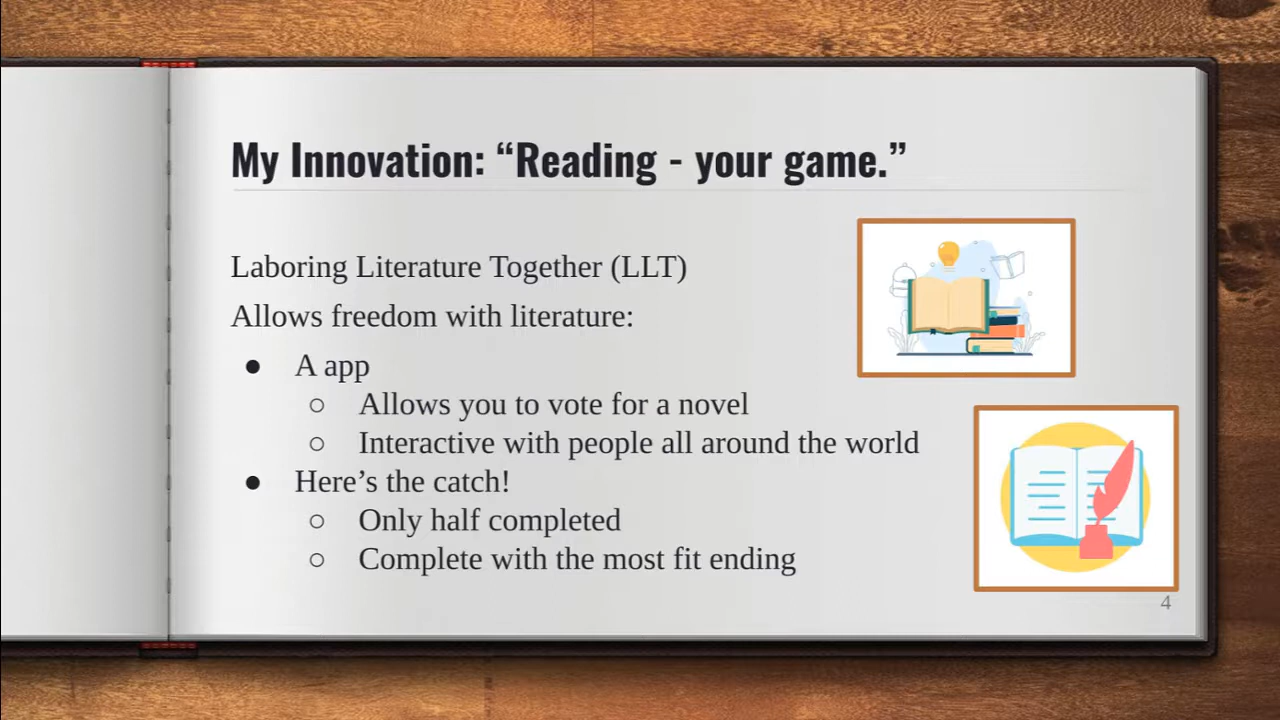 My Innovation: “Reading - your game.”
Laboring Literature Together (LLT)
Allows freedom with literature:
● A app
○ Allows you to vote for a novel
○ Interactive with people all around the world
● Here’s the catch!
○ Only half completed
○ Complete with the most fit ending
4